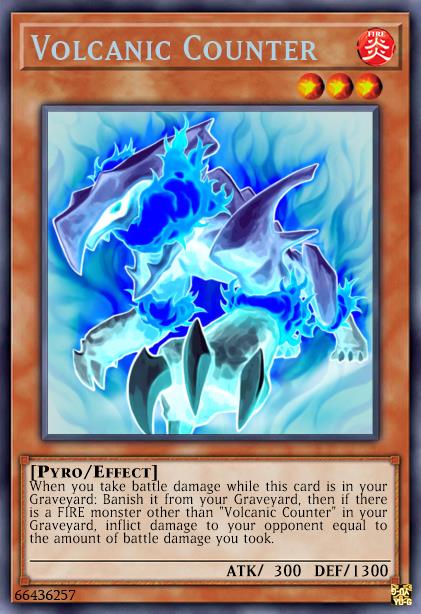 VOLCANIC COUNTER
FIRE
炎
[PYRO/EFFECT]
When you take battle damage while this card is in your
Graveyard: Banish it from your Graveyard, then if there
is a FIRE monster other than "Volcanic Counter" in your
Graveyard, inflict damage to your opponent equal to
the amount of battle damage you took.
ATK/ 300 DEF/1300
66436257